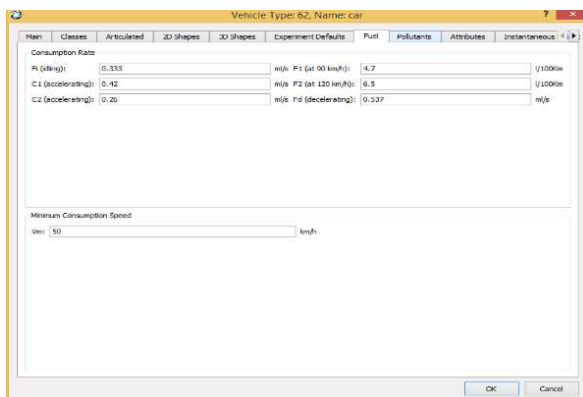 Vehicle Type: 62, Name: car
Main Classes Articulated 2D Shapes 3D Shapes Experiment Defaults Fuel Pollutants Attributes Instantaneous
Consumption Rate
Fi (idling): 0.333 ml/s F1 (at 90 km/h): 4.7 l/100Km
C1 (accelerating): 0.42 ml/s F2 (at 120 km/h): 6.5 l/100Km
C2 (accelerating): 0.26 ml/s Fd (decelerating): 0.537 ml/s
Minimum Consumption Speed
Vm: 50 km/h
OK Cancel